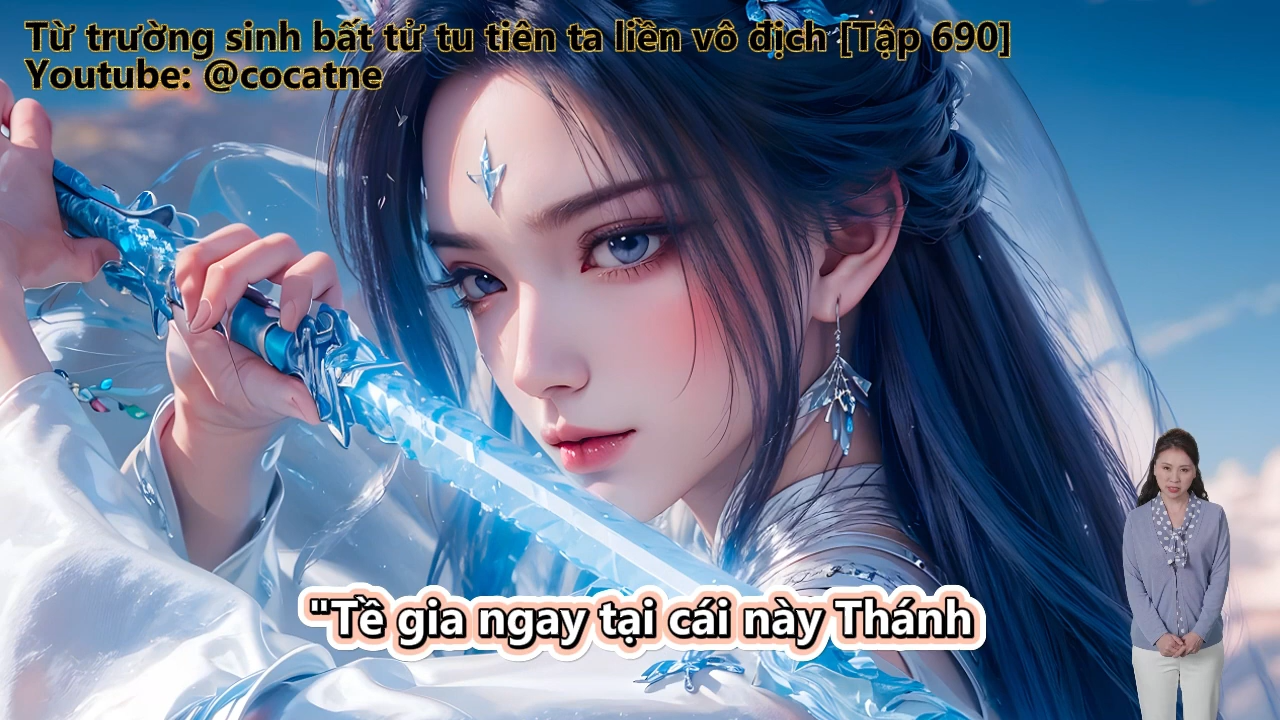 Từ trường sinh bất tử tu tiên ta liền vô địch [Tập 690]
Youtube: @cocatne
"Tề gia ngay tại cái này Thánh